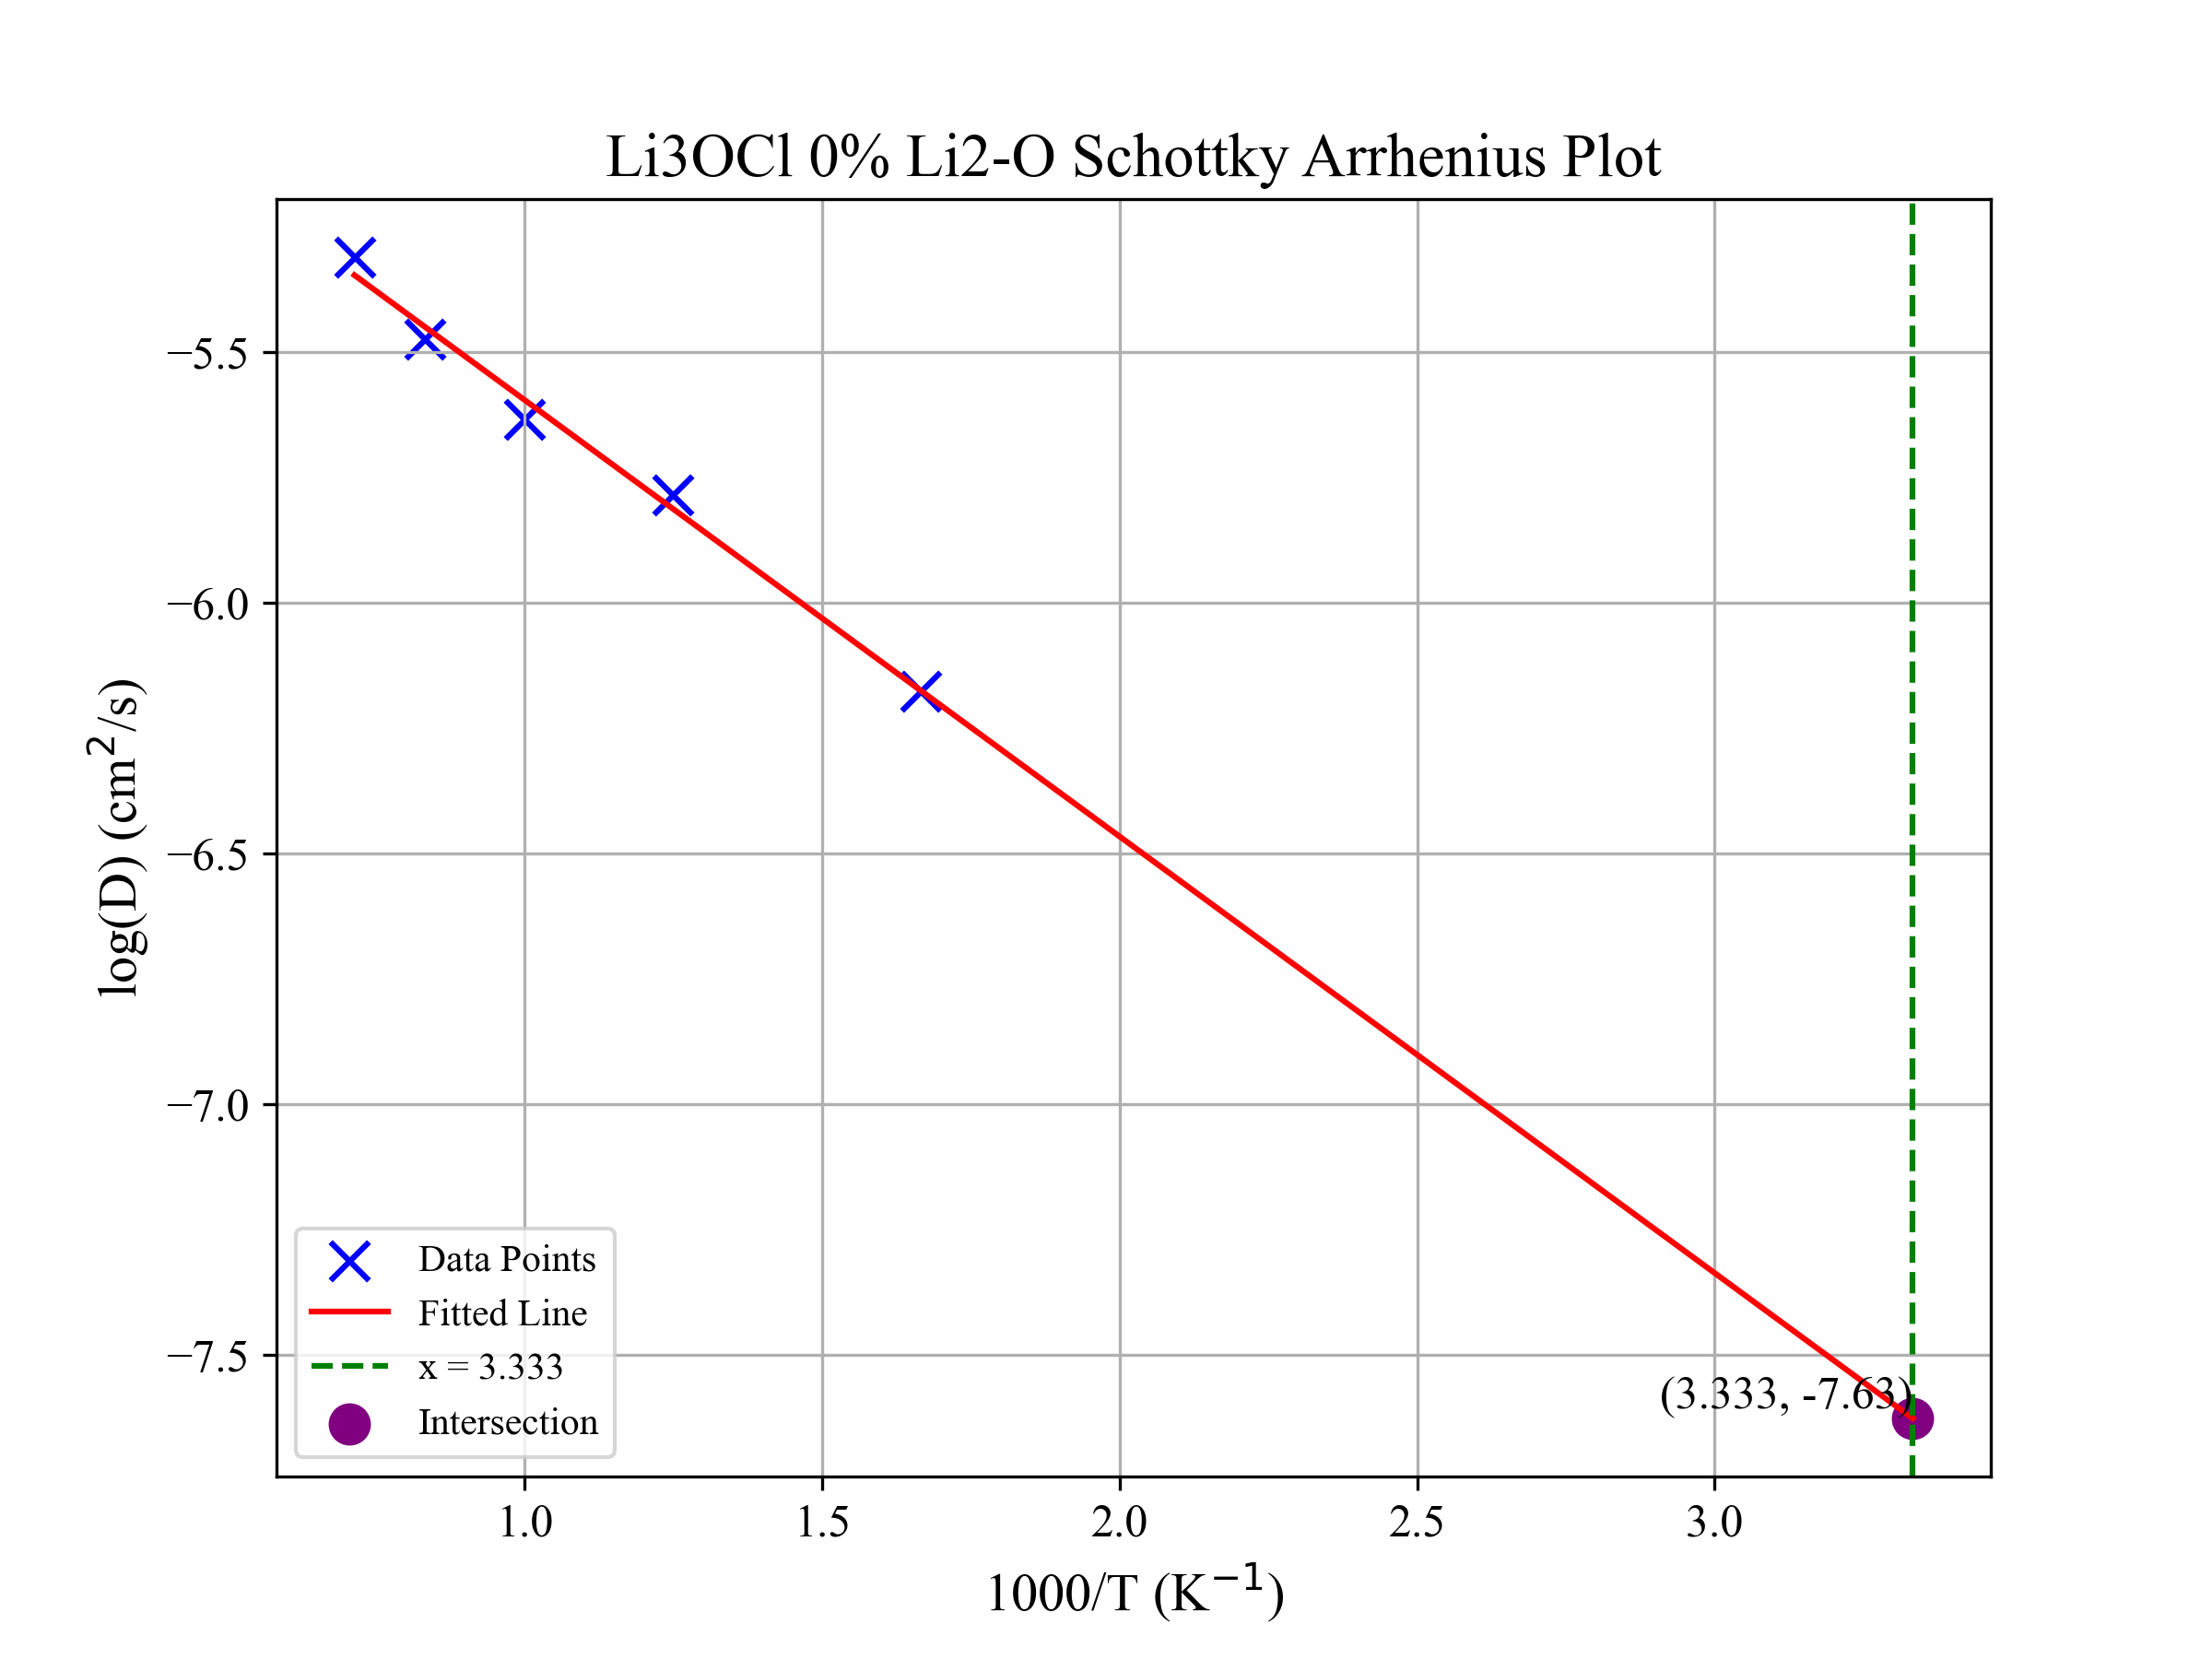 Li3OCl 0% Li2-O Schottky Arrhenius Plot
log(D) (cm²/s)
−5.5
−6.0
−6.5
−7.0
−7.5
Data Points
Fitted Line
x = 3.333
Intersection
(3.333, -7.63)
1.0 1.5 2.0 2.5 3.0
1000/T (K⁻¹)